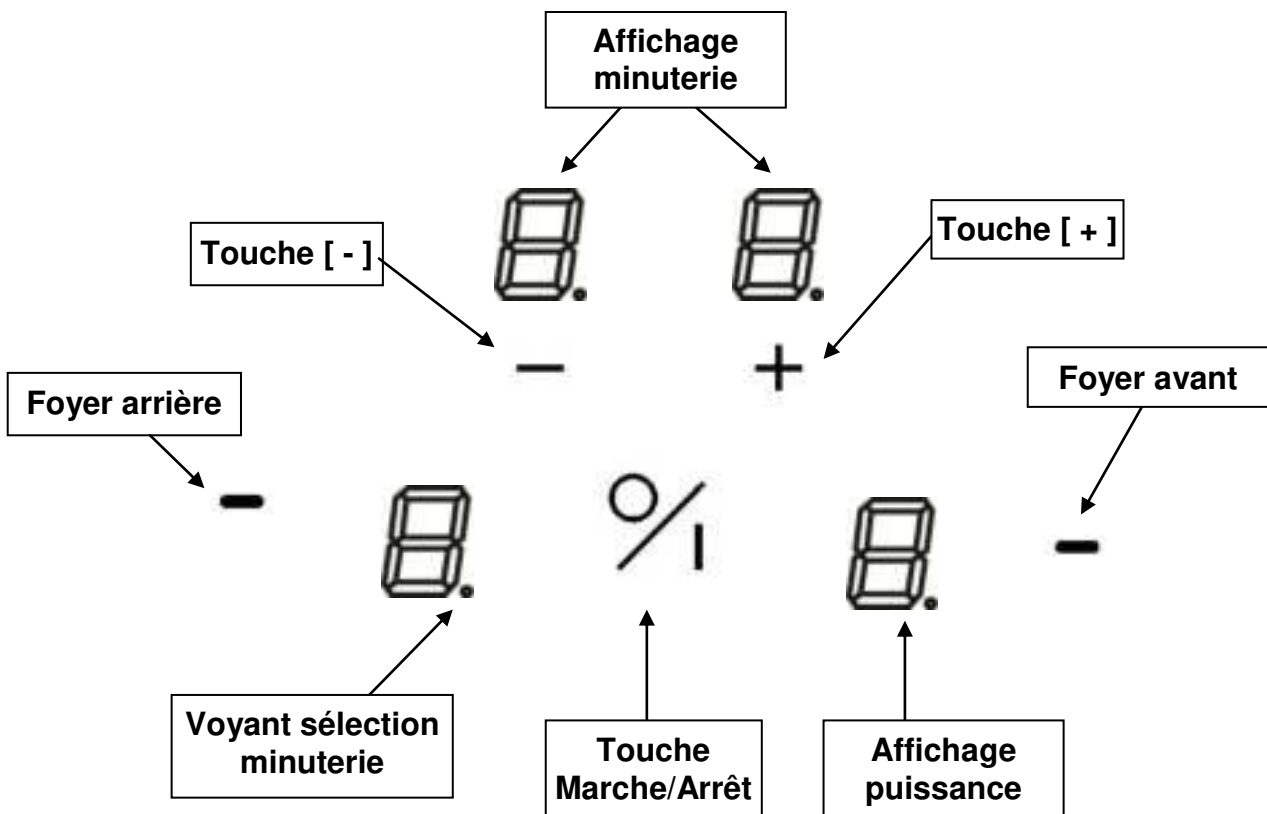 Affichage
minuterie
Touche [ - ]
Touche [ + ]
Foyer avant
Foyer arrière
Voyant sélection
minuterie
Touche
Marche/Arrêt
Affichage
puissance